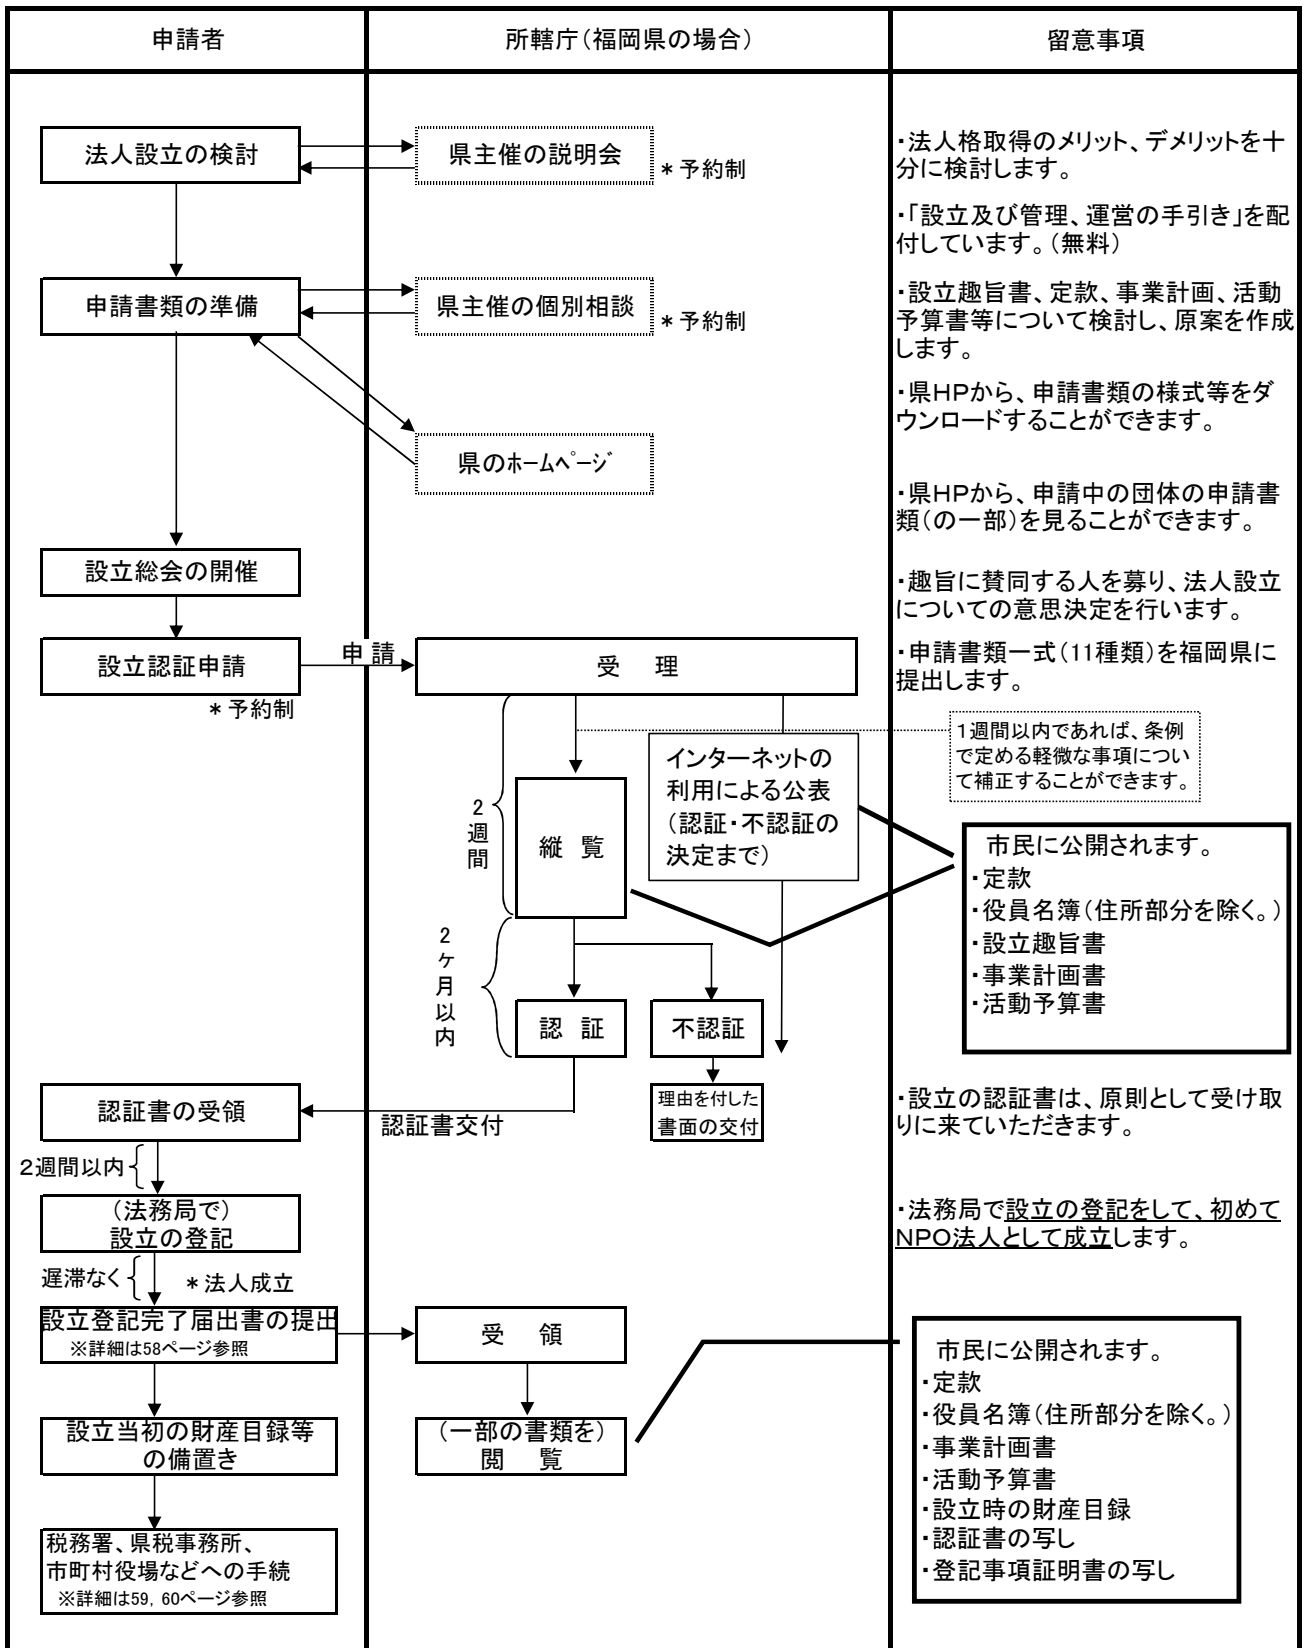 申請者
所轄庁（福岡県の場合）
留意事項
法人設立の検討
県主催の説明会
＊予約制
・法人格取得のメリット、デメリットを十
分に検討します。
・「設立及び管理、運営の手引き」を配
付しています。（無料）
申請書類の準備
県主催の個別相談
＊予約制
・設立趣旨書、定款、事業計画、活動
予算書等について検討し、原案を作成
します。
・県HPから、申請書類の様式等をダ
ウンロードすることができます。
県のﾎｰﾑﾍﾟｰｼﾞ
・県HPから、申請中の団体の申請書
類（の一部）を見ることができます。
設立総会の開催
・趣旨に賛同する人を募り、法人設立
についての意思決定を行います。
設立認証申請
＊予約制
申 請
受　理
・申請書類一式（11種類）を福岡県に
提出します。
１週間以内であれば、条例
で定める軽微な事項につい
て補正することができます。
2週間
縦 覧
インターネットの
利用による公表
（認証・不認証の
決定まで）
市民に公開されます。
・定款
・役員名簿（住所部分を除く。）
・設立趣旨書
・事業計画書
・活動予算書
2ヶ月以内
認 証
不認証
理由を付した
書面の交付
認証書の受領
認証書交付
・設立の認証書は、原則として受け取
りに来ていただきます。
２週間以内
（法務局で）
設立の登記
・法務局で設立の登記をして、初めて
NPO法人として成立します。
遅滞なく
＊法人成立
設立登記完了届出書の提出
※詳細は58ページ参照
受　領
設立当初の財産目録等
の備置き
（一部の書類を）
閲　覧
市民に公開されます。
・定款
・役員名簿（住所部分を除く。）
・事業計画書
・活動予算書
・設立時の財産目録
・認証書の写し
・登記事項証明書の写し
税務署、県税事務所、
市町村役場などへの手続
※詳細は59，60ページ参照